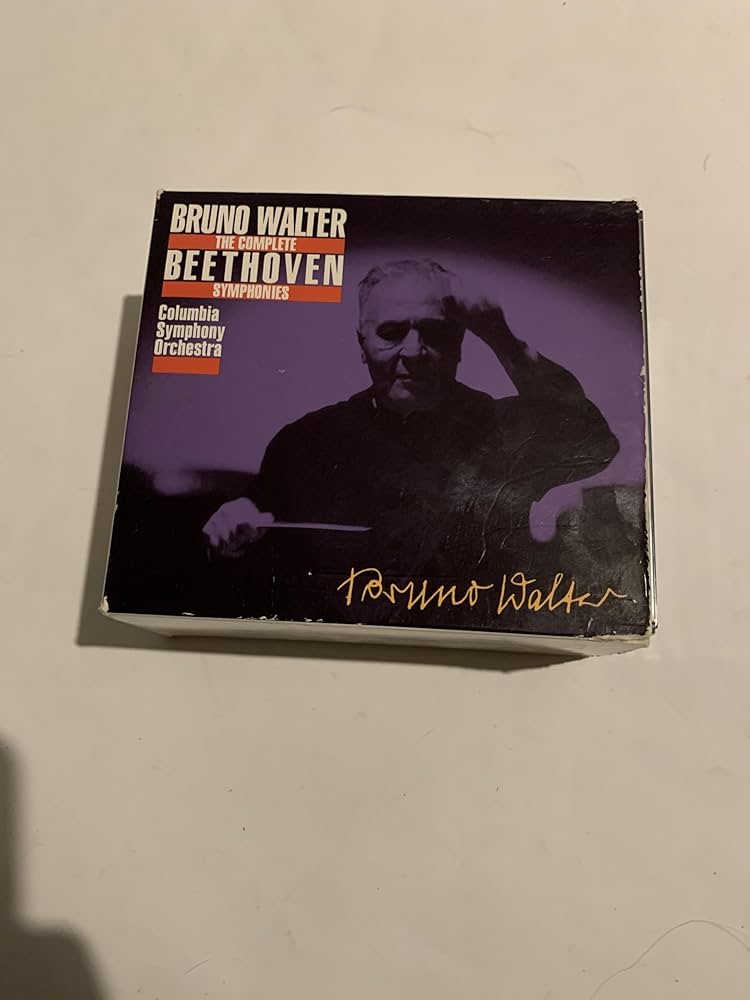 BRUNO WALTER
THE COMPLETE
BEETHOVEN
SYMPHONIES
Columbia
Symphony
Orchestra
Bruno Walter